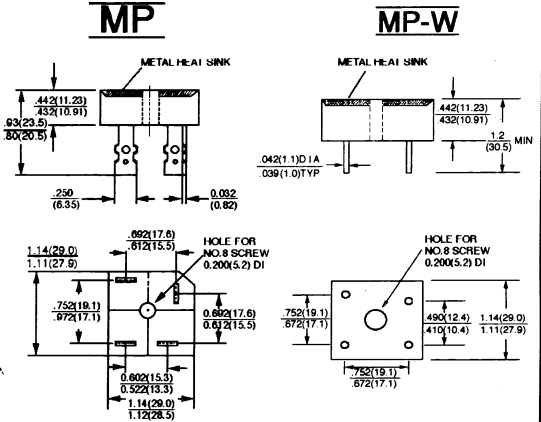 MP
MP-W
METAL HEAT SINK
METAL HEAT SINK
.442(11.23)
.432(10.91)
.93(23.5)
.80(20.5)
.250
(6.35)
0.032
(0.82)
.442(11.23)
.432(10.91)
1.2
(30.5)
MIN
.042(1.1)DIA
.039(1.0)TYP
.692(17.6)
.612(15.5)
1.14(29.0)
1.11(27.9)
HOLE FOR
NO.8 SCREW
0.200(5.2) DI
.752(19.1)
.972(17.1)
0.692(17.6)
0.612(15.5)
0.602(15.3)
0.522(13.3)
1.14(29.0)
1.12(28.5)
HOLE FOR
NO.8 SCREW
0.200(5.2) DI
.752(19.1)
.672(17.1)
.490(12.4)
.410(10.4)
1.14(29.0)
1.11(27.9)
.752(19.1)
.672(17.1)